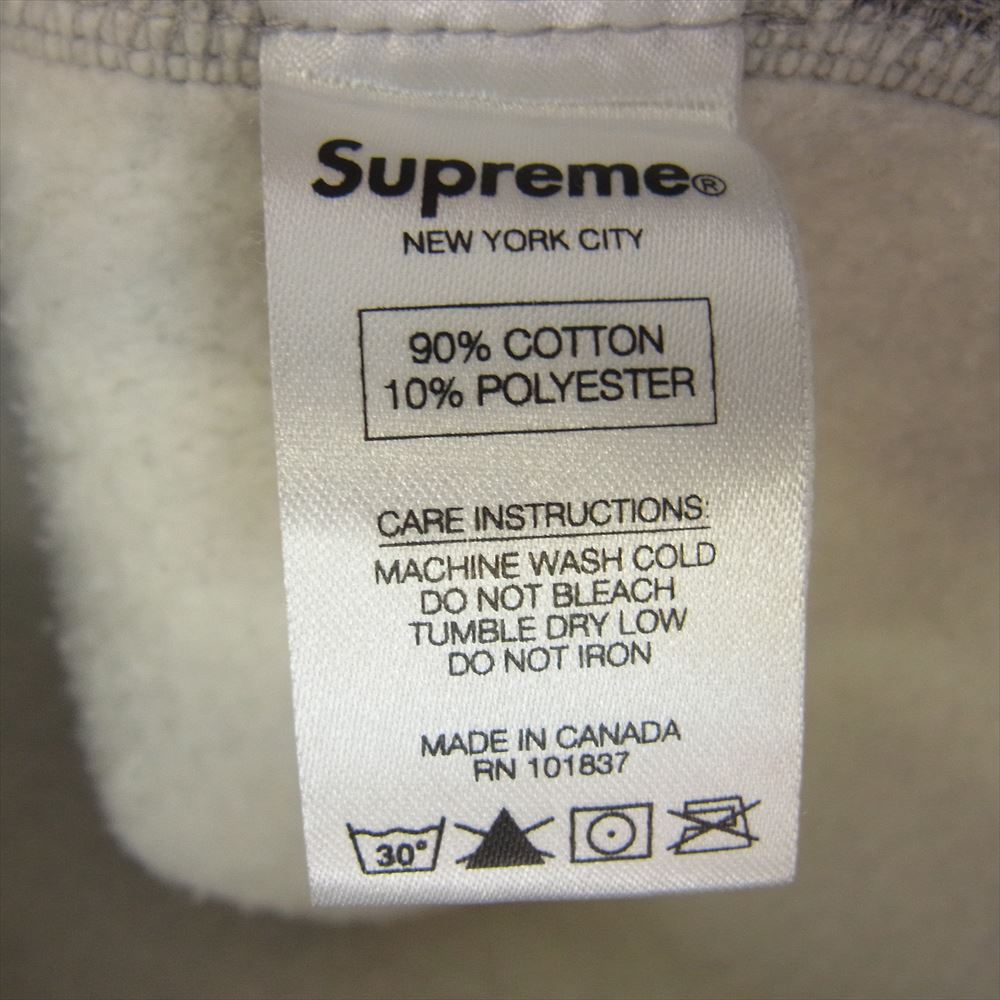 Supreme®
NEW YORK CITY
90% COTTON
10% POLYESTER
CARE INSTRUCTIONS:
MACHINE WASH COLD
DO NOT BLEACH
TUMBLE DRY LOW
DO NOT IRON
MADE IN CANADA
RN 101837
30°